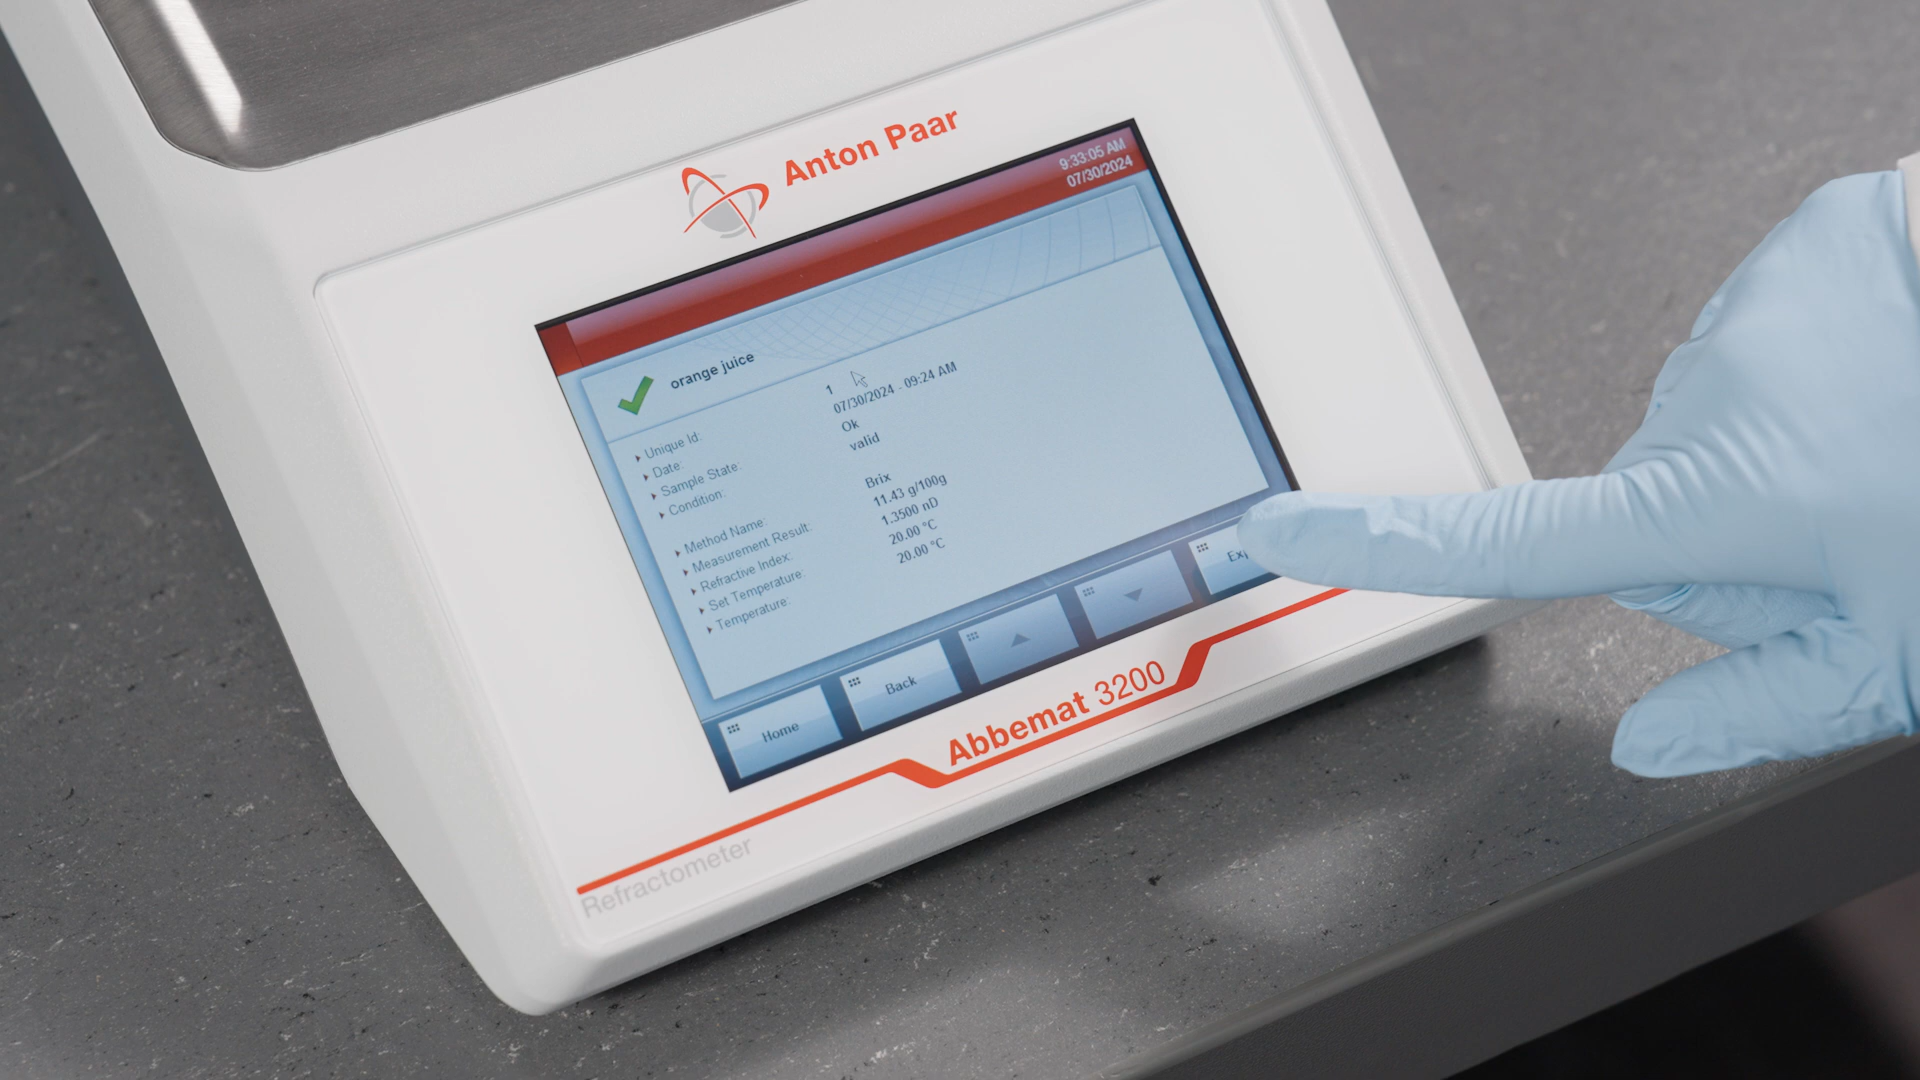 Anton Paar
9:33:05 AM
07/30/2024
orange juice
Unique Id: 1
Date: 07/30/2024 - 09:24 AM
Sample State: Ok
Condition: valid
Method Name: Brix
Measurement Result: 11.43 g/100g
Refractive Index: 1.3500 nD
Set Temperature: 20.00 °C
Temperature: 20.00 °C
Home
Back
Abbemat 3200
Refractometer